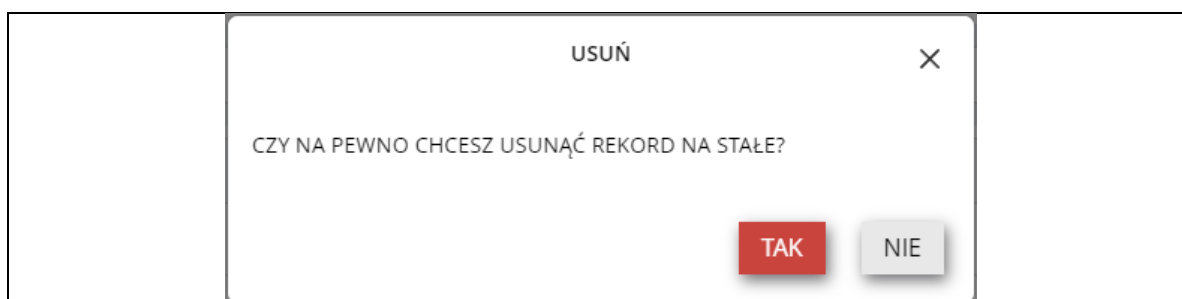 USUŃ
CZY NA PEWNO CHCESZ USUNĄĆ REKORD NA STAŁE?
TAK NIE